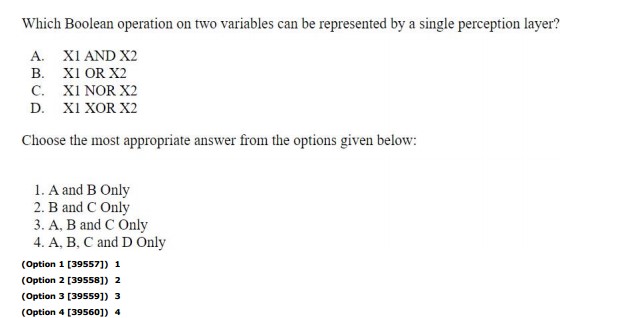 Which Boolean operation on two variables can be represented by a single perception layer?
A. X1 AND X2
B. X1 OR X2
C. X1 NOR X2
D. X1 XOR X2
Choose the most appropriate answer from the options given below:
1. A and B Only
2. B and C Only
3. A, B and C Only
4. A, B, C and D Only
(Option 1 [39557]) 1
(Option 2 [39558]) 2
(Option 3 [39559]) 3
(Option 4 [39560]) 4